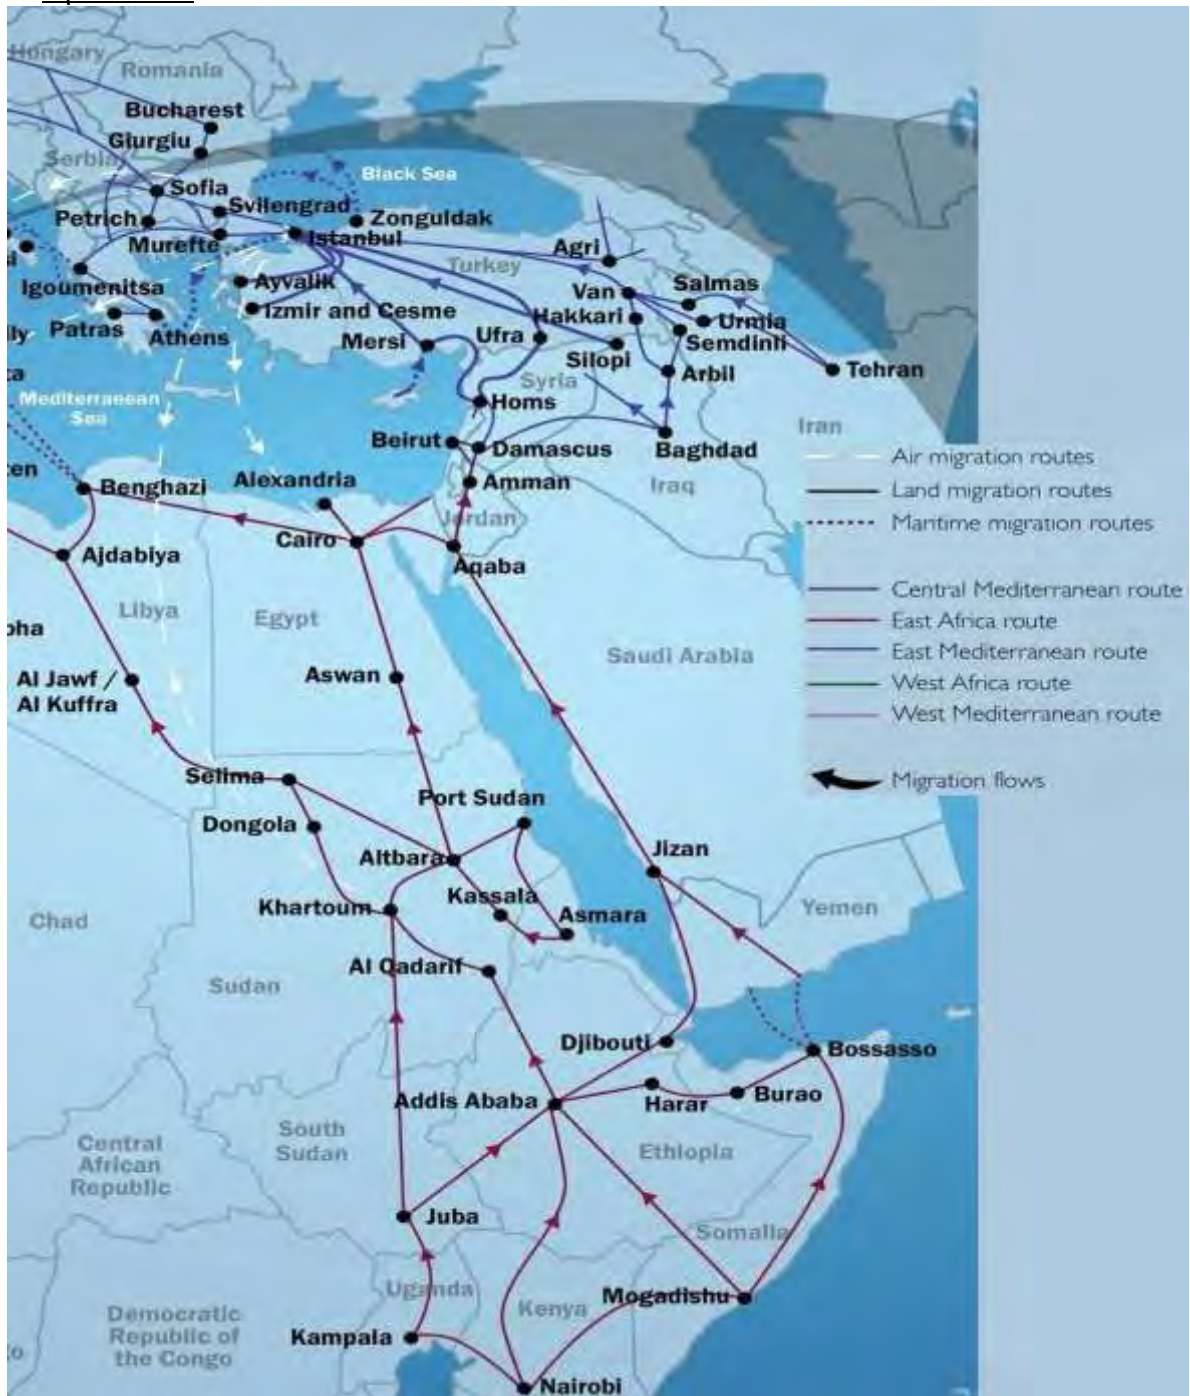 Hungary
Romania
Bucharest
Giurgiu
Serbia
Black Sea
Sofia
Svilengrad
Petrich
Zonguldak
Murefte
Istanbul
Agri
Turkey
Igoumenitsa
Ayvalik
Van
Salmas
Izmir and Cesme
Hakkari
Urmia
Patras
Athens
Mersi
Ufra
Semdinli
Silopi
Arbil
Tehran
Syria
Mediteraeean
Sea
Homs
Iran
Beirut
Damascus
Baghdad
Air migration routes
Benghazi
Alexandria
Amman
Iraq
Land migration routes
Jordan
Maritime migration routes
Cairo
Ajdabiya
Aqaba
Central Mediterranean route
Libya
Egypt
East Africa route
Saudi Arabia
East Mediterranean route
Al Jawf /
Al Kuffra
Aswan
West Africa route
West Mediterranean route
Selima
Migration flows
Port Sudan
Dongola
Altbara
Jizan
Kassala
Khartoum
Asmara
Yemen
Chad
Al Qadarif
Sudan
Djibouti
Bossasso
Addis Ababa
Harar
Burao
South
Sudan
Ethiopia
Central
African
Republic
Juba
Somalia
Uganda
Mogadishu
Kenya
Democratic
Republic of
the Congo
Kampala
Nairobi